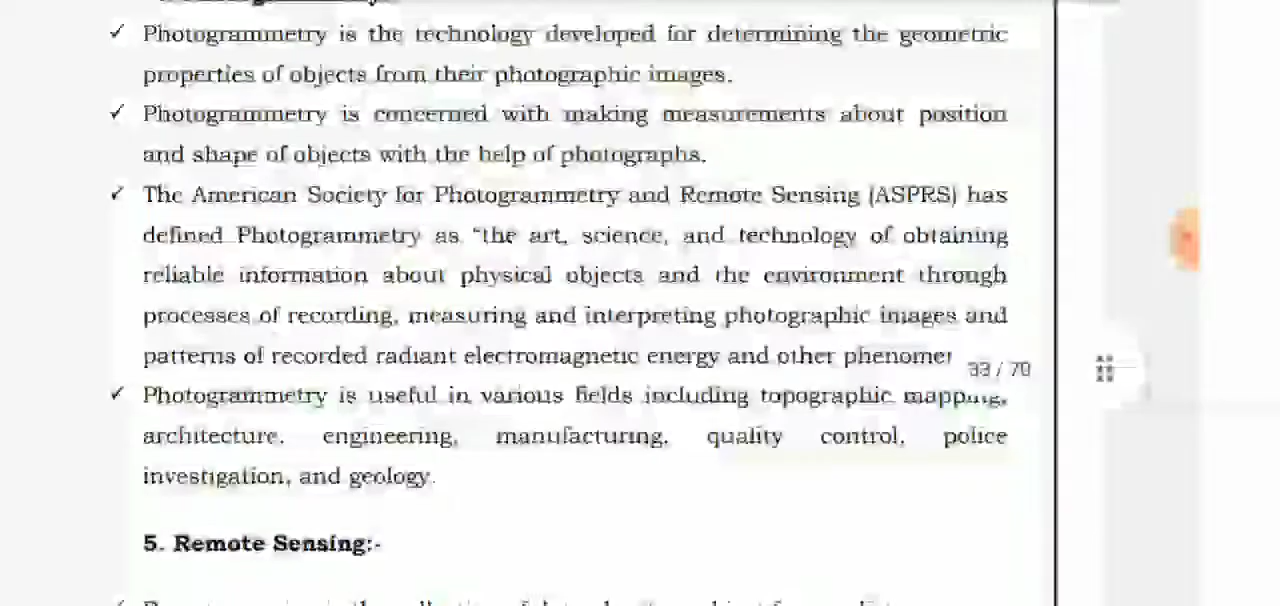 ✓ Photogrammetry is the technology developed for determining the geometric
properties of objects from their photographic images.
✓ Photogrammetry is concerned with making measurements about position
and shape of objects with the help of photographs.
✓ The American Society for Photogrammetry and Remote Sensing (ASPRS) has
defined Photogrammetry as "the art, science, and technology of obtaining
reliable information about physical objects and the environment through
processes of recording, measuring and interpreting photographic images and
patterns of recorded radiant electromagnetic energy and other
33 / 70
✓ Photogrammetry is useful in various fields including topographic mapping,
architecture, engineering, manufacturing, quality control, police
investigation, and geology.
5. Remote Sensing:-